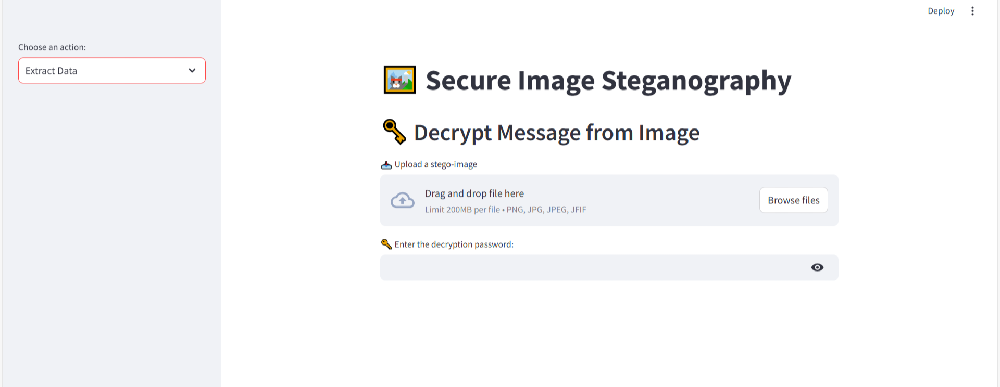 Deploy
Choose an action:
Extract Data
Secure Image Steganography
Decrypt Message from Image
Upload a stego-image
Drag and drop file here
Limit 200MB per file • PNG, JPG, JPEG, JFIF
Browse files
Enter the decryption password: